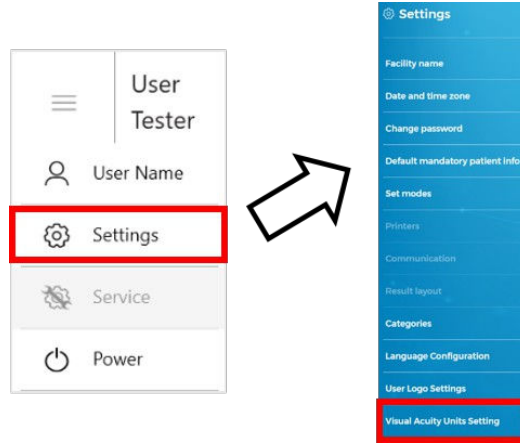 User
Tester
User Name
Settings
Service
Power
Settings
Facility name
Date and time zone
Change password
Default mandatory patient info
Set modes
Printers
Communication
Result layout
Categories
Language Configuration
User Logo Settings
Visual Acuity Units Setting